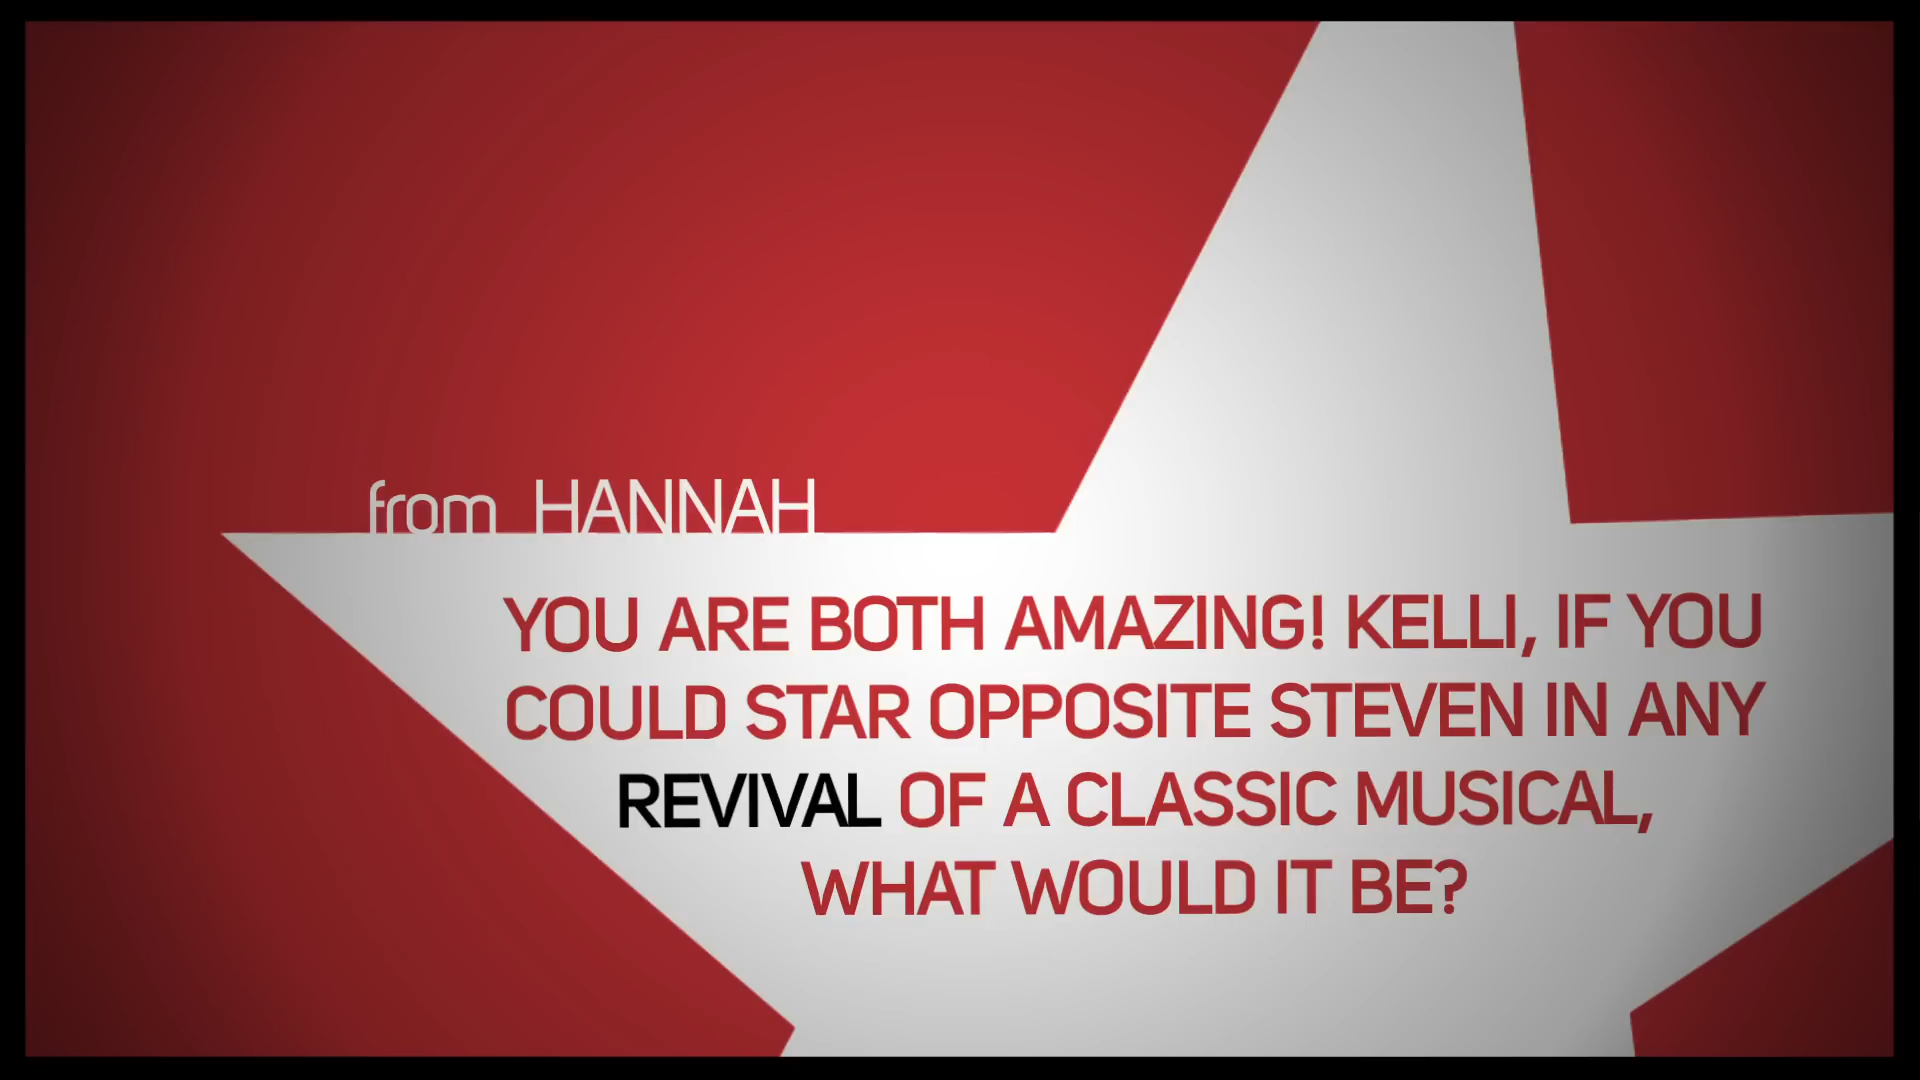 from HANNAH
YOU ARE BOTH AMAZING! KELLI, IF YOU
COULD STAR OPPOSITE STEVEN IN ANY
REVIVAL OF A CLASSIC MUSICAL,
WHAT WOULD IT BE?